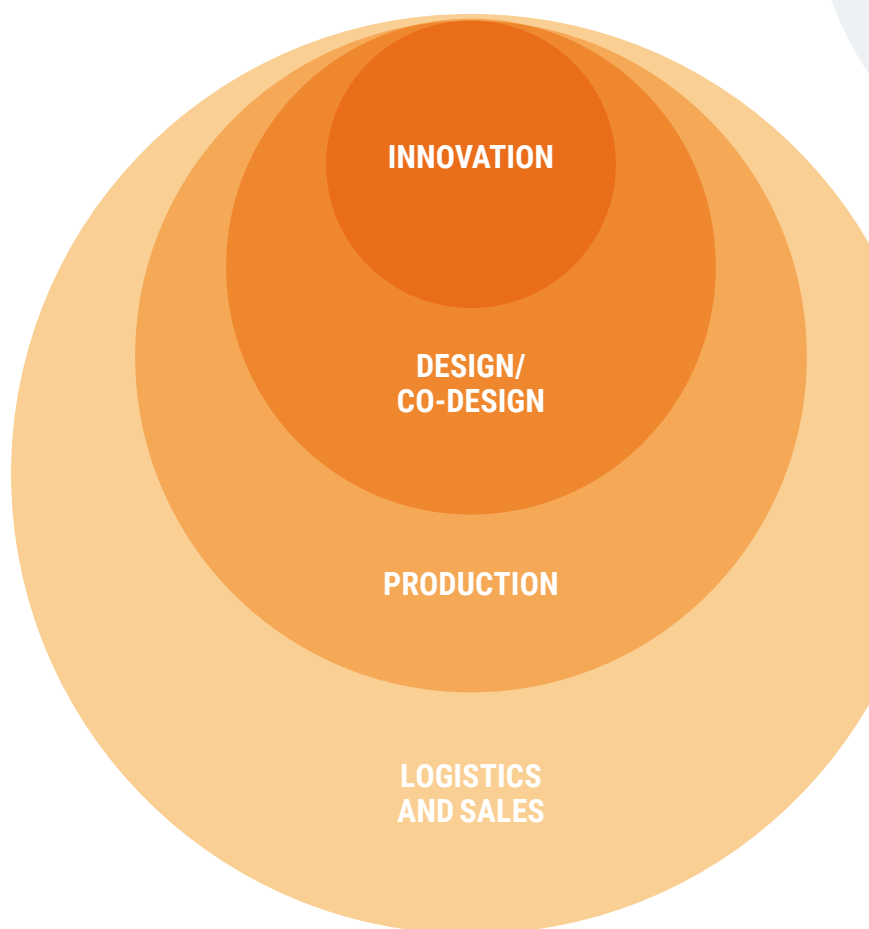 INNOVATION
DESIGN/
CO-DESIGN
PRODUCTION
LOGISTICS
AND SALES